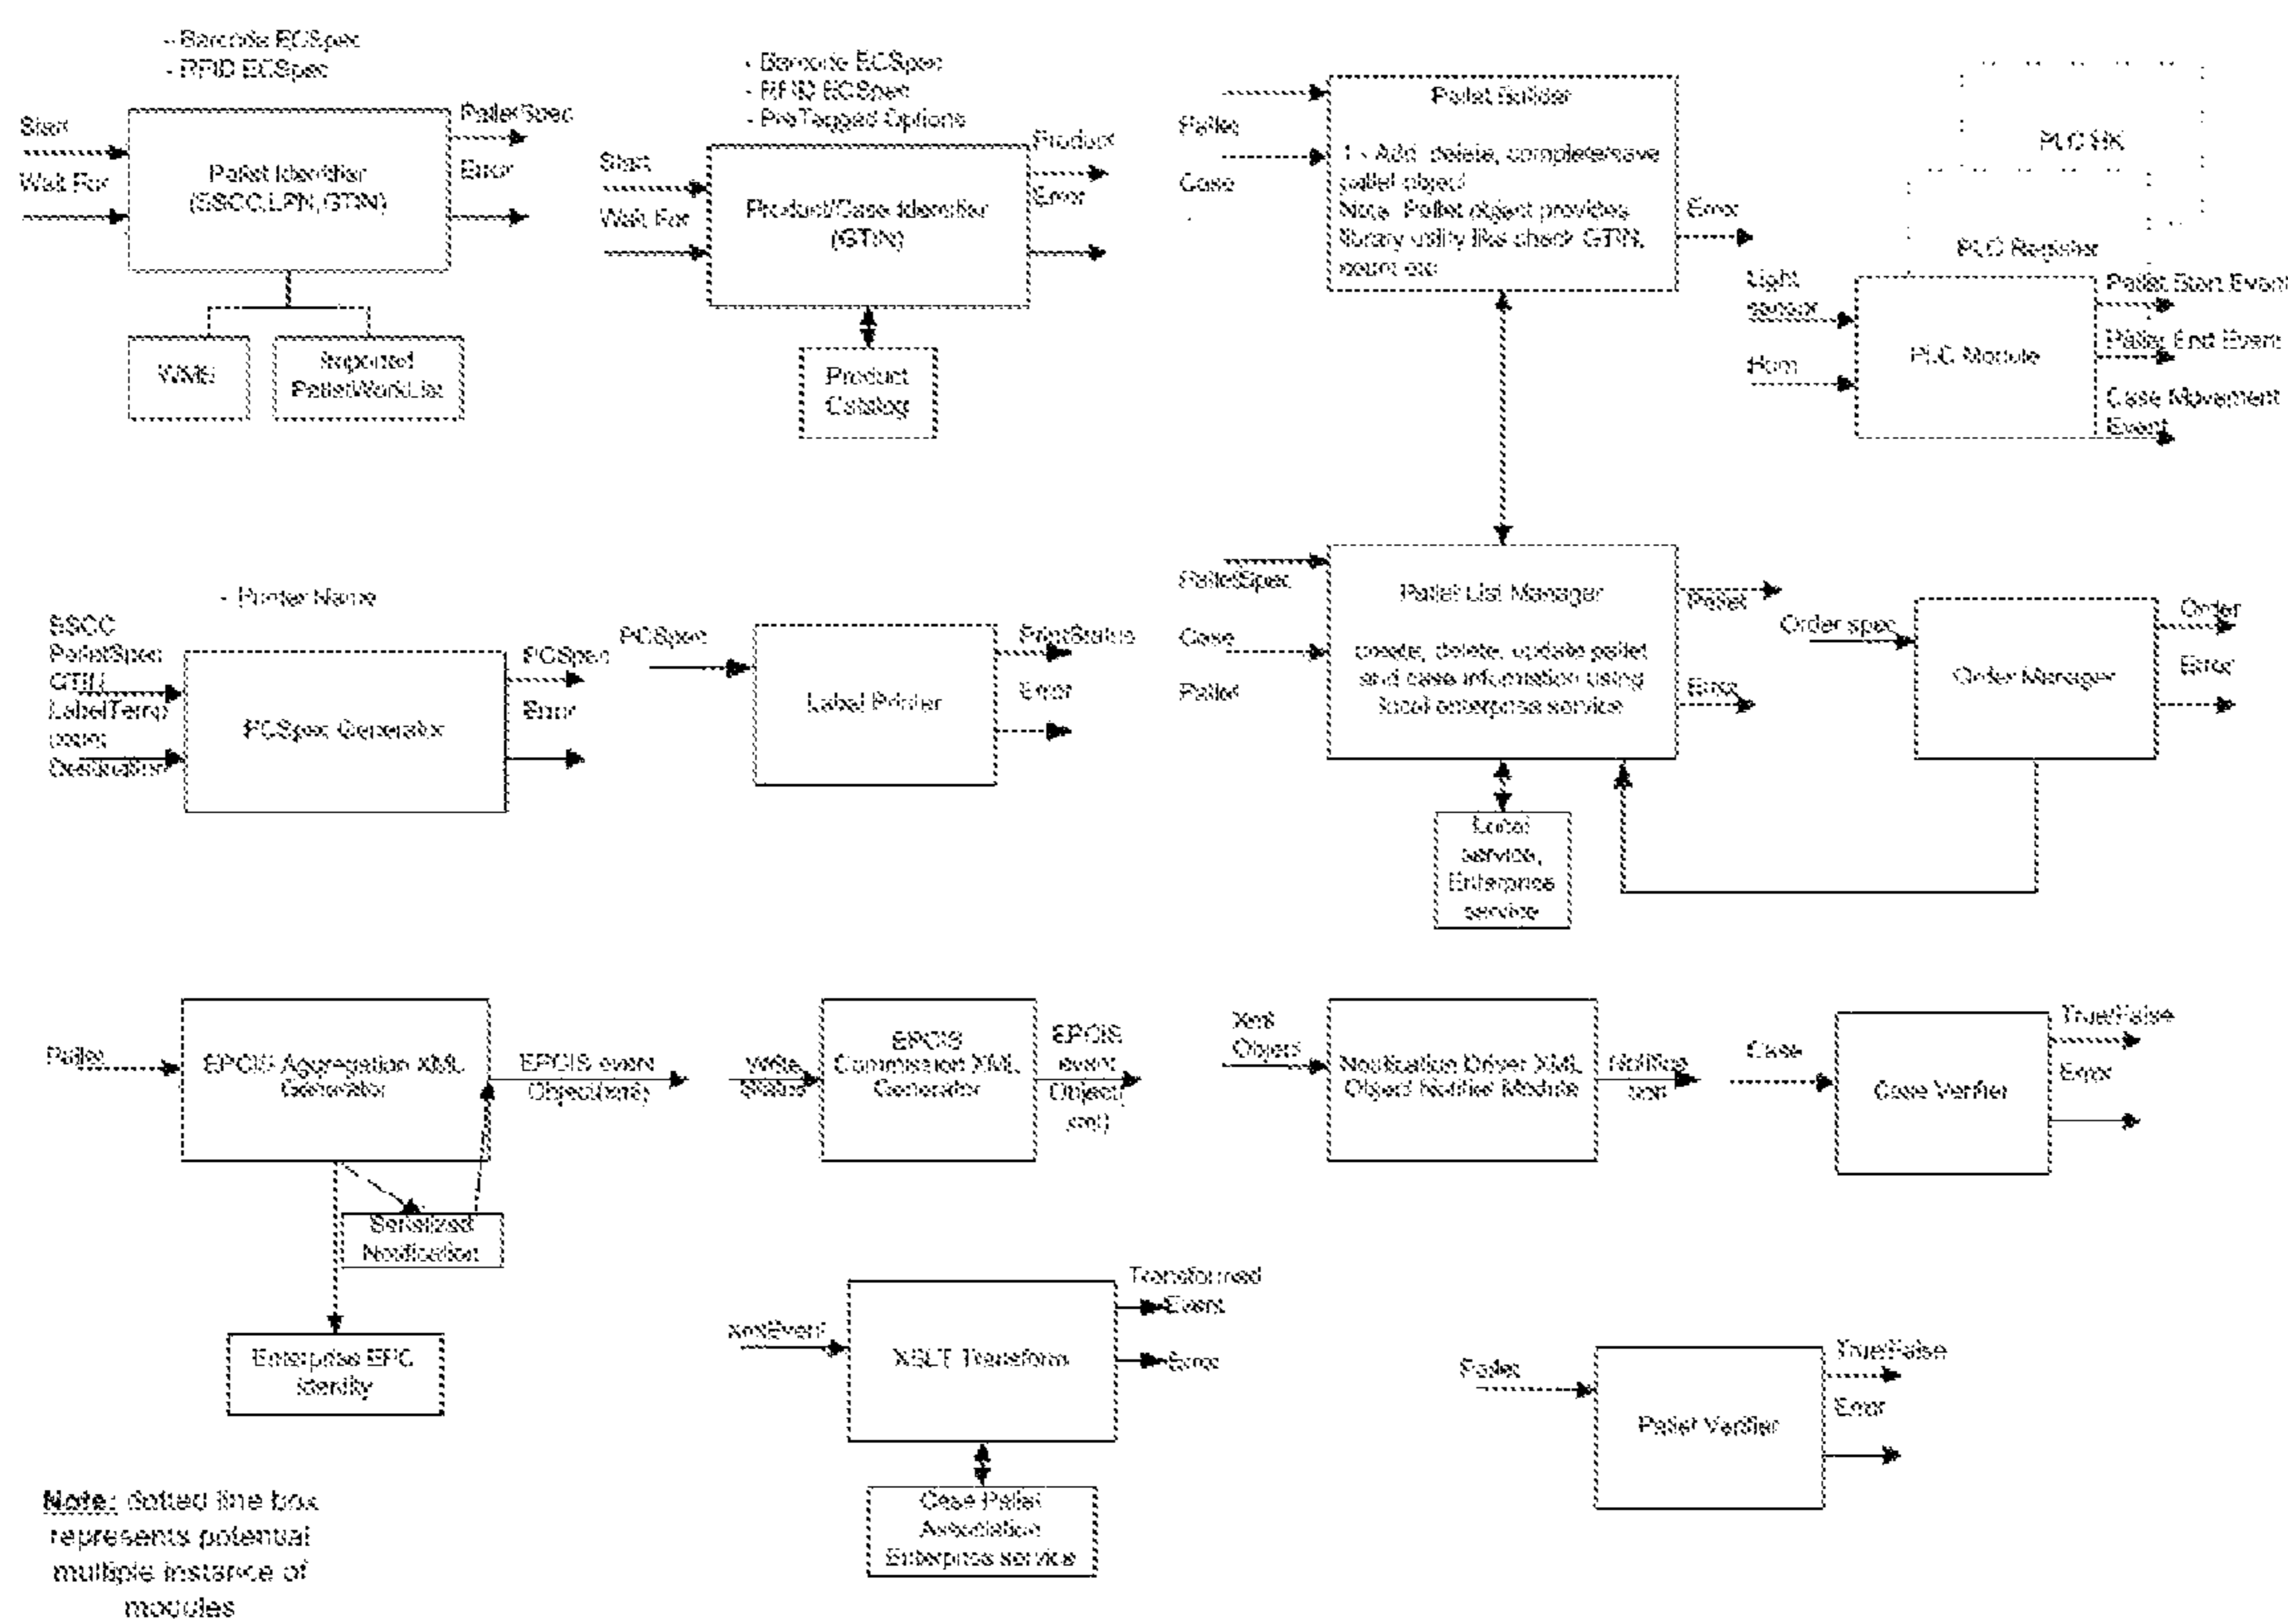 - Barcode ECSpec
- RFID ECSpec
Start
Wait For
Pallet Identifier
(SSCC,LPN,GTIN)
PalletSpec
Error
WMS
Imported
PalletWorkList
- Barcode ECSpec
- RFID ECSpec
- PreTagged Options
Start
Wait For
Product/Case Identifier
(GTIN)
Product
Error
Product
Catalog
Pallet
Case
Pallet Builder
1 - Add, delete, complete/save
pallet object
Note: Pallet object provides
library utility like check GTIN,
count etc
Error
PLC
PLC Register
Light
sensor
Horn
PLC Module
Pallet Start Event
Pallet End Event
Case Movement
Event
- Printer Name
SSCC
PalletSpec
GTIN
LabelTemp
count
Destination
PCSpec Generator
PCSpec
Error
PCSpec
Label Printer
PrintStatus
Error
PalletSpec
Case
Pallet
Pallet List Manager
create, delete, update pallet
and case information using
local enterprise service
Pallet
Error
Local
service,
Enterprise
service
Order spec
Order Manager
Order
Error
Pallet
EPCIS Aggregation XML
Generator
EPCIS event
Object(xml)
Serialized
Notification
Enterprise EPC
Identity
Write
Status
EPCIS
Commission XML
Generator
EPCIS
event
Object(
xml)
Xml
Object
Notification Driver XML
Object Notifier Module
Notifica
tion
Case
Case Verifier
True/False
Error
xmlEvent
XSLT Transform
Transformed
Event
Error
Case Pallet
Association
Enterprise service
Pallet
Pallet Verifier
True/False
Error
Note: dotted line box
represents potential
multiple instance of
modules